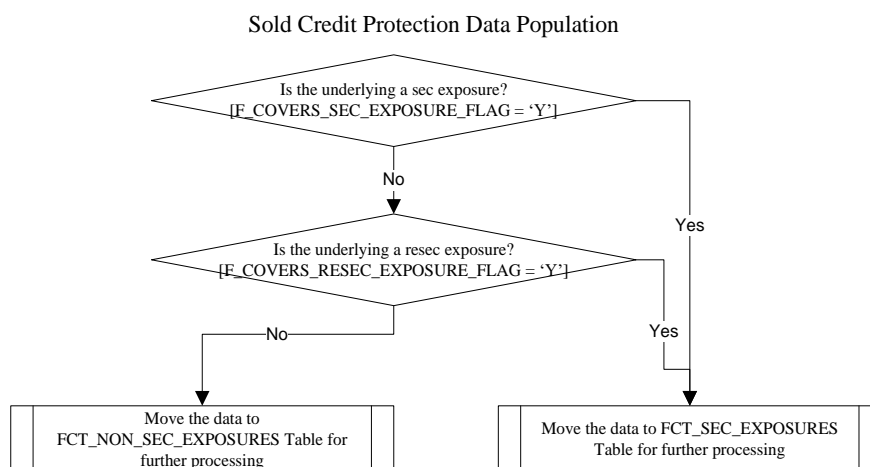 Sold Credit Protection Data Population
Is the underlying a sec exposure?
[F_COVERS_SEC_EXPOSURE_FLAG = ‘Y’]
No
Yes
Is the underlying a resec exposure?
[F_COVERS_RESEC_EXPOSURE_FLAG = ‘Y’]
No
Yes
Move the data to
FCT_NON_SEC_EXPOSURES Table for
further processing
Move the data to FCT_SEC_EXPOSURES
Table for further processing